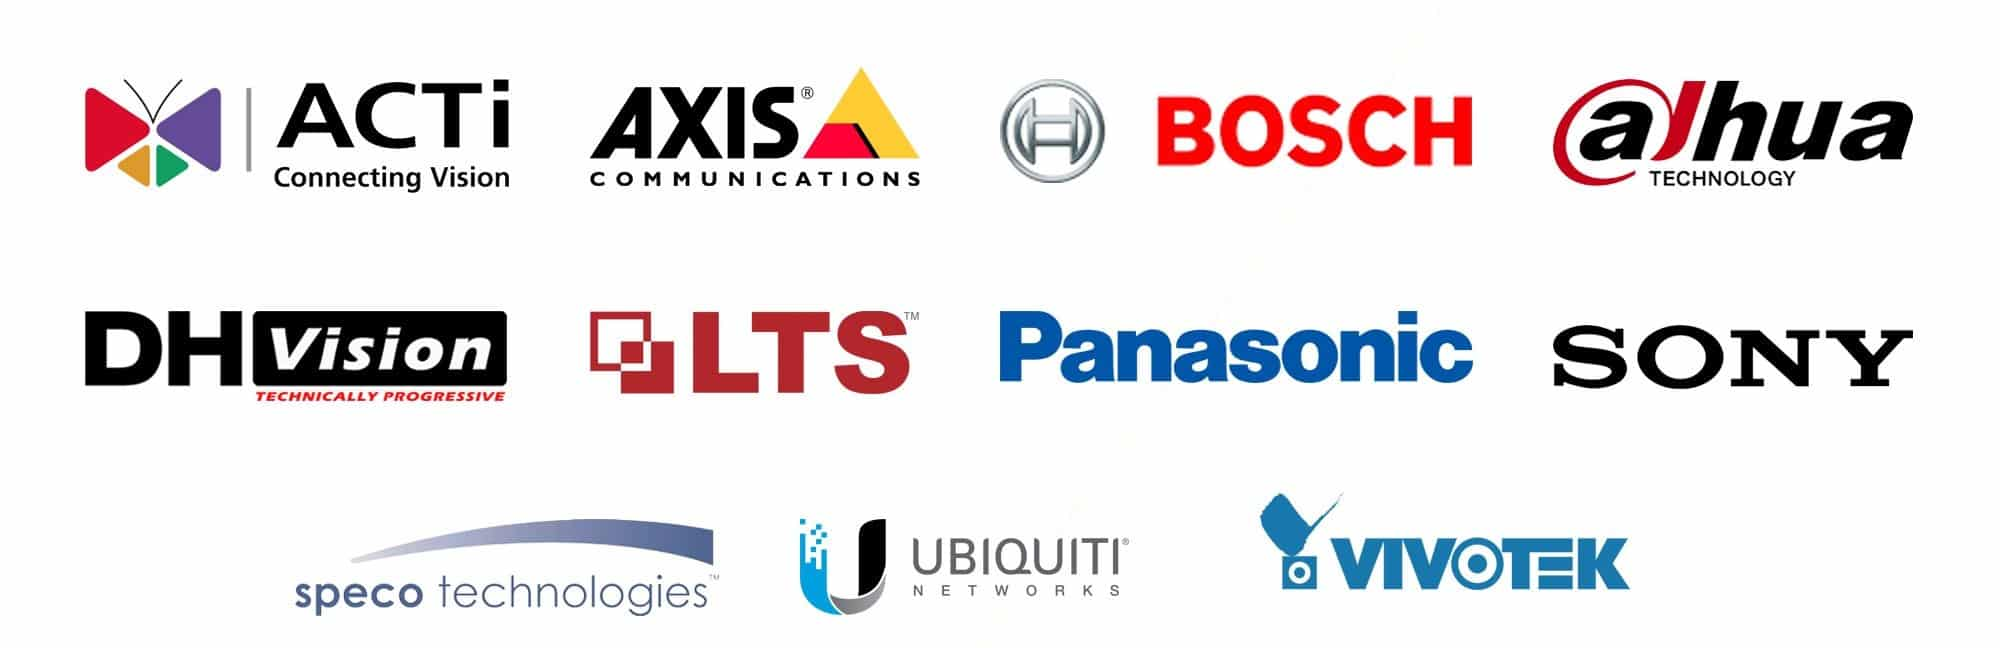 ACTi
Connecting Vision
AXIS®
COMMUNICATIONS
BOSCH
alhua
TECHNOLOGY
DH Vision
TECHNICALLY PROGRESSIVE
LTS™
Panasonic
SONY
speco technologies™
UBIQUITI®
NETWORKS
VIVOTEK